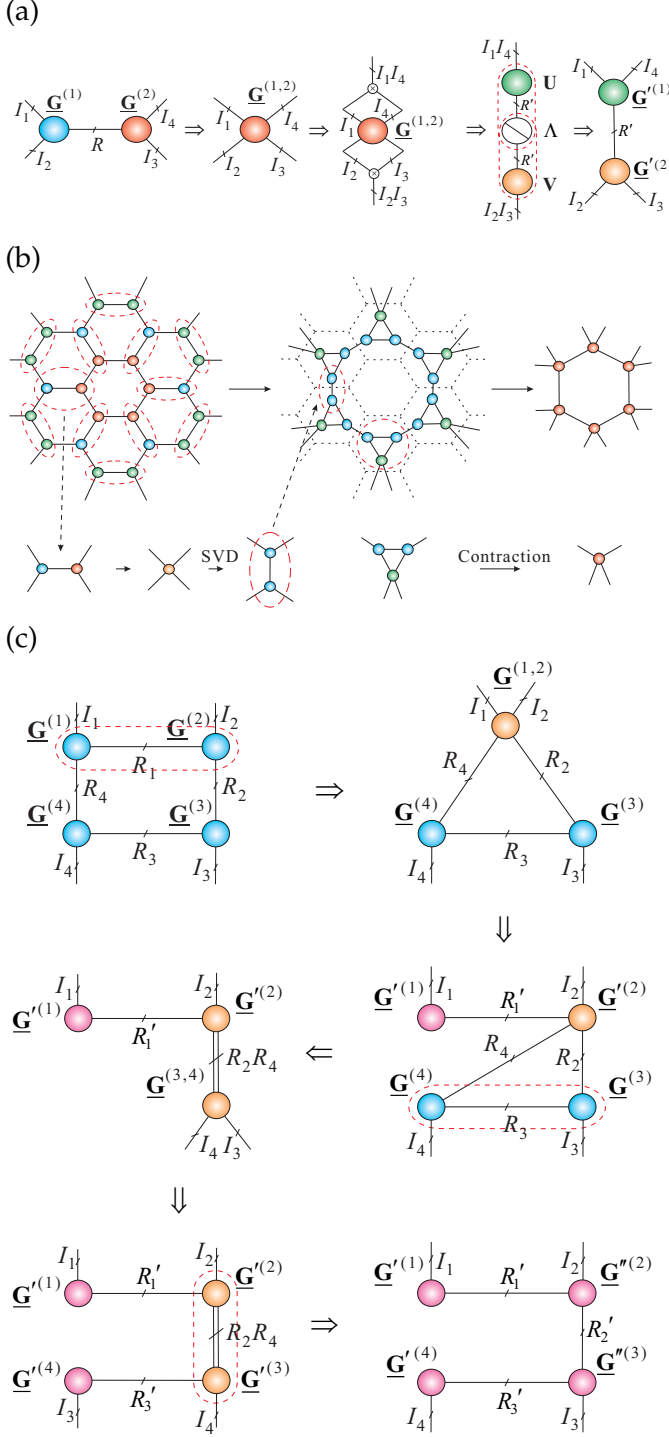 (a)
I₁ I₂ G̲⁽¹⁾ R G̲⁽²⁾ I₄ I₃ ⇒ G̲⁽¹,²⁾ I₁ I₄ I₂ I₃ ⇒ I₁I₄ I₄ I₁ G̲⁽¹,²⁾ I₂ I₃ I₂I₃ ⇒ I₁I₄ U R' Λ R' V I₂I₃ ⇒ I₁ I₄ G̲'⁽¹⁾ R' G̲'⁽² I₂ I₃
(b)
SVD Contraction
(c)
G̲⁽¹⁾ I₁ G̲⁽²⁾ I₂
R₁
R₄ R₂
G̲⁽⁴⁾ G̲⁽³⁾
I₄ R₃ I₃
⇒
G̲⁽¹,²⁾
I₁ I₂
R₄ R₂
G̲⁽⁴⁾ G̲⁽³⁾
I₄ R₃ I₃
⇓
I₁ I₂
G̲'⁽¹⁾ G̲'⁽²⁾
R₁'
R₂R₄
G̲⁽³,⁴⁾
I₄ I₃
⇐
G̲'⁽¹⁾ I₁ I₂ G̲'⁽²⁾
R₁'
R₄ R₂
G̲⁽⁴⁾ G̲⁽³⁾
I₄ R₃ I₃
⇓
I₁ I₂
G̲'⁽¹⁾ R₁' G̲'⁽²⁾
R₂R₄
G̲'⁽⁴⁾ R₃' G̲'⁽³⁾
I₃ I₄
⇒
G̲'⁽¹⁾ I₁ I₂ G̲''⁽²⁾
R₁'
R₂'
G̲'⁽⁴⁾ G̲''⁽³⁾
I₄ R₃' I₃